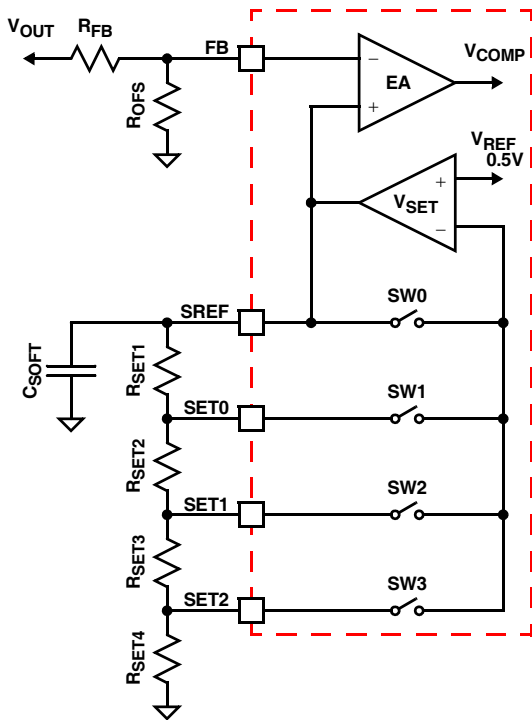 VOUT
RFB
FB
ROFS
−
+
EA
VCOMP
VREF
0.5V
+
−
VSET
SREF
SW0
CSOFT
RSET1
SET0
SW1
RSET2
SET1
SW2
RSET3
SET2
SW3
RSET4